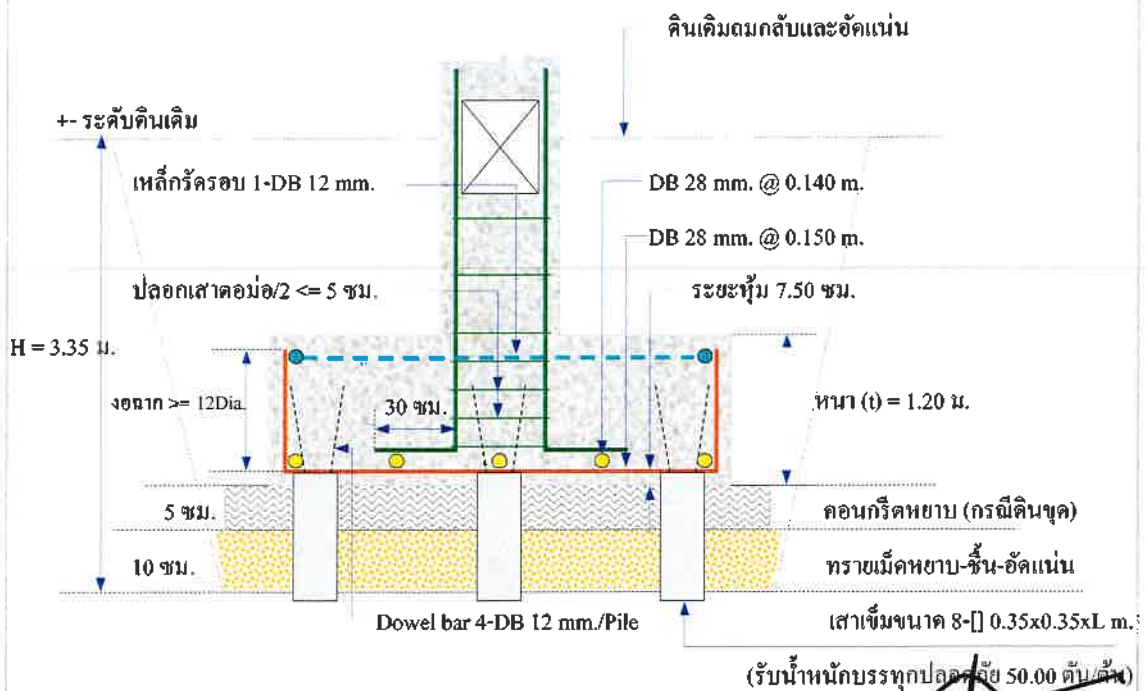 ดินเดิมถมกลับและอัดแน่น
+- ระดับดินเดิม
เหล็กรัดรอบ 1-DB 12 mm.
DB 28 mm. @ 0.140 m.
DB 28 mm. @ 0.150 m.
ปลอกเสาตอม่อ/2 <= 5 ซม.
ระยะหุ้ม 7.50 ซม.
H = 3.35 ม.
งอฉาก >= 12Dia.
30 ซม.
หนา (t) = 1.20 ม.
5 ซม.
คอนกรีตหยาบ (กรณีดินขุด)
10 ซม.
ทรายเม็ดหยาบ-ชื้น-อัดแน่น
Dowel bar 4-DB 12 mm./Pile
เสาเข็มขนาด 8-[] 0.35x0.35xL m.
(รับน้ำหนักบรรทุกปลอดภัย 50.00 ตัน/ต้น)